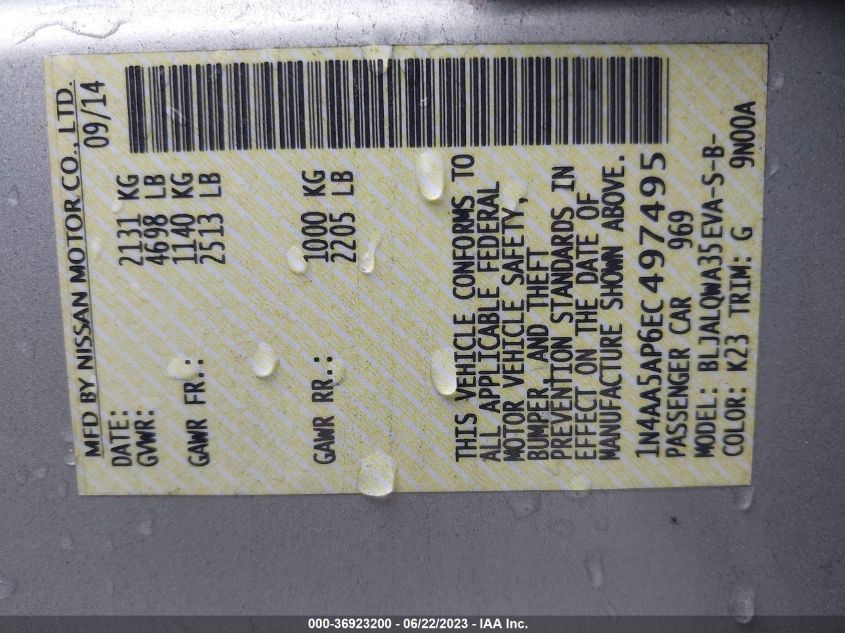 MFD BY NISSAN MOTOR CO., LTD.
DATE: 09/14
GVWR: 2131 KG
4698 LB
GAWR FR.: 1140 KG
2513 LB
GAWR RR.: 1000 KG
2205 LB
THIS VEHICLE CONFORMS TO
ALL APPLICABLE FEDERAL
MOTOR VEHICLE SAFETY,
BUMPER AND THEFT
PREVENTION STANDARDS IN
EFFECT ON THE DATE OF
MANUFACTURE SHOWN ABOVE.
1N4AA5AP6EC497495
PASSENGER CAR 969
MODEL: BLJALQWA35EVA-S-B-
COLOR: K23 TRIM: G 9N00A
000-36923200 - 06/22/2023 - IAA Inc.